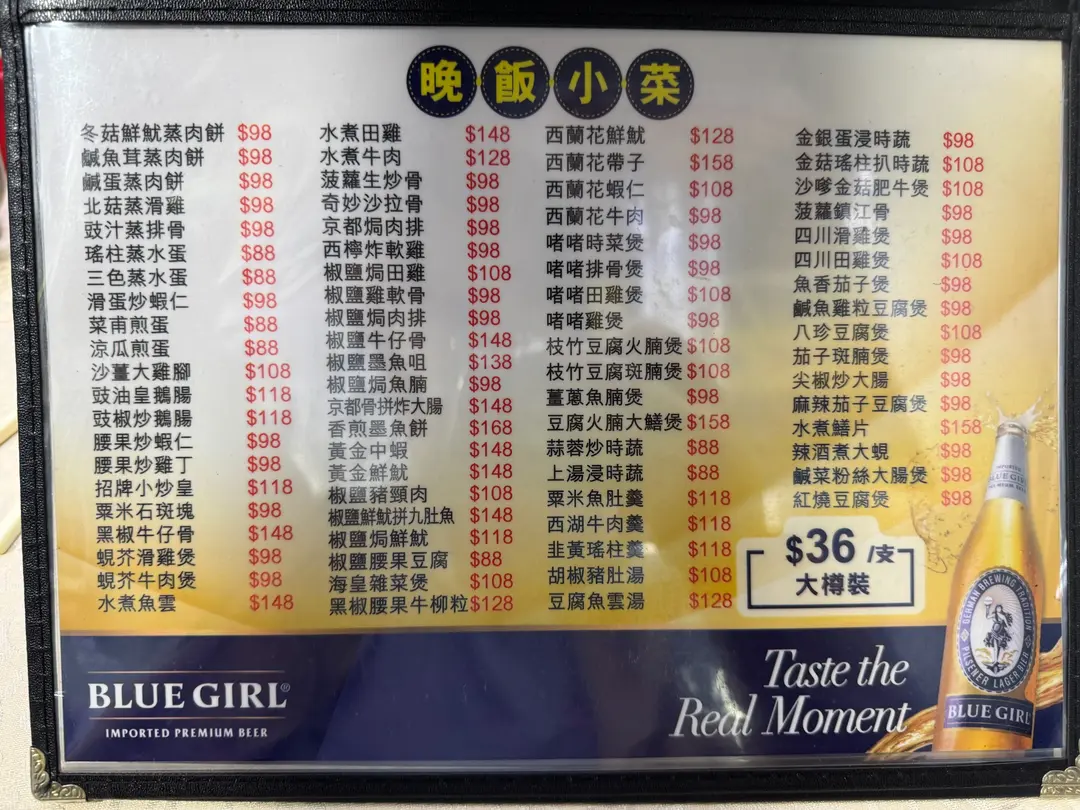 晚飯小菜
冬菇鮮魷蒸肉餅 $98
鹹魚茸蒸肉餅 $98
鹹蛋蒸肉餅 $98
北菇蒸滑雞 $98
豉汁蒸排骨 $98
瑤柱蒸水蛋 $88
三色蒸水蛋 $88
滑蛋炒蝦仁 $98
菜甫煎蛋 $88
涼瓜煎蛋 $88
沙薑大雞腳 $108
豉油皇鵝腸 $118
豉椒炒鵝腸 $118
腰果炒蝦仁 $98
腰果炒雞丁 $98
招牌小炒皇 $118
粟米石斑塊 $98
黑椒牛仔骨 $148
蜆芥滑雞煲 $98
蜆芥牛肉煲 $98
水煮魚雲 $148
水煮田雞 $148
水煮牛肉 $128
菠蘿生炒骨 $98
奇妙沙拉骨 $98
京都焗肉排 $98
西檸炸軟雞 $98
椒鹽焗田雞 $108
椒鹽雞軟骨 $98
椒鹽焗肉排 $98
椒鹽牛仔骨 $148
椒鹽墨魚咀 $138
椒鹽焗魚腩 $98
京都骨拼炸大腸 $148
香煎墨魚餅 $168
黃金中蝦 $148
黃金鮮魷 $148
椒鹽豬頸肉 $108
椒鹽鮮魷拼九肚魚 $148
椒鹽焗鮮魷 $118
椒鹽腰果豆腐 $88
海皇雜菜煲 $108
黑椒腰果牛柳粒 $128
西蘭花鮮魷 $128
西蘭花帶子 $158
西蘭花蝦仁 $108
西蘭花牛肉 $98
啫啫時菜煲 $98
啫啫排骨煲 $98
啫啫田雞煲 $108
啫啫雞煲 $98
枝竹豆腐火腩煲 $108
枝竹豆腐斑腩煲 $108
薑蔥魚腩煲 $98
豆腐火腩大鱔煲 $158
蒜蓉炒時蔬 $88
上湯浸時蔬 $88
粟米魚肚羹 $118
西湖牛肉羹 $118
韭黃瑤柱羹 $118
胡椒豬肚湯 $108
豆腐魚雲湯 $128
金銀蛋浸時蔬 $98
金菇瑤柱扒時蔬 $108
沙嗲金菇肥牛煲 $108
菠蘿鎮江骨 $98
四川滑雞煲 $98
四川田雞煲 $108
魚香茄子煲 $98
鹹魚雞粒豆腐煲 $98
八珍豆腐煲 $108
茄子斑腩煲 $98
尖椒炒大腸 $98
麻辣茄子豆腐煲 $98
水煮鱔片 $158
辣酒煮大蜆 $98
鹹菜粉絲大腸煲 $98
紅燒豆腐煲 $98
$36 /支
大樽裝
BLUE GIRL®
IMPORTED PREMIUM BEER
Taste the
Real Moment
IMPORTED
BLUE GIRL
PREMIUM BEER
GERMAN BREWING TRADITION
PILSENER LAGER BIER
BLUE GIRL